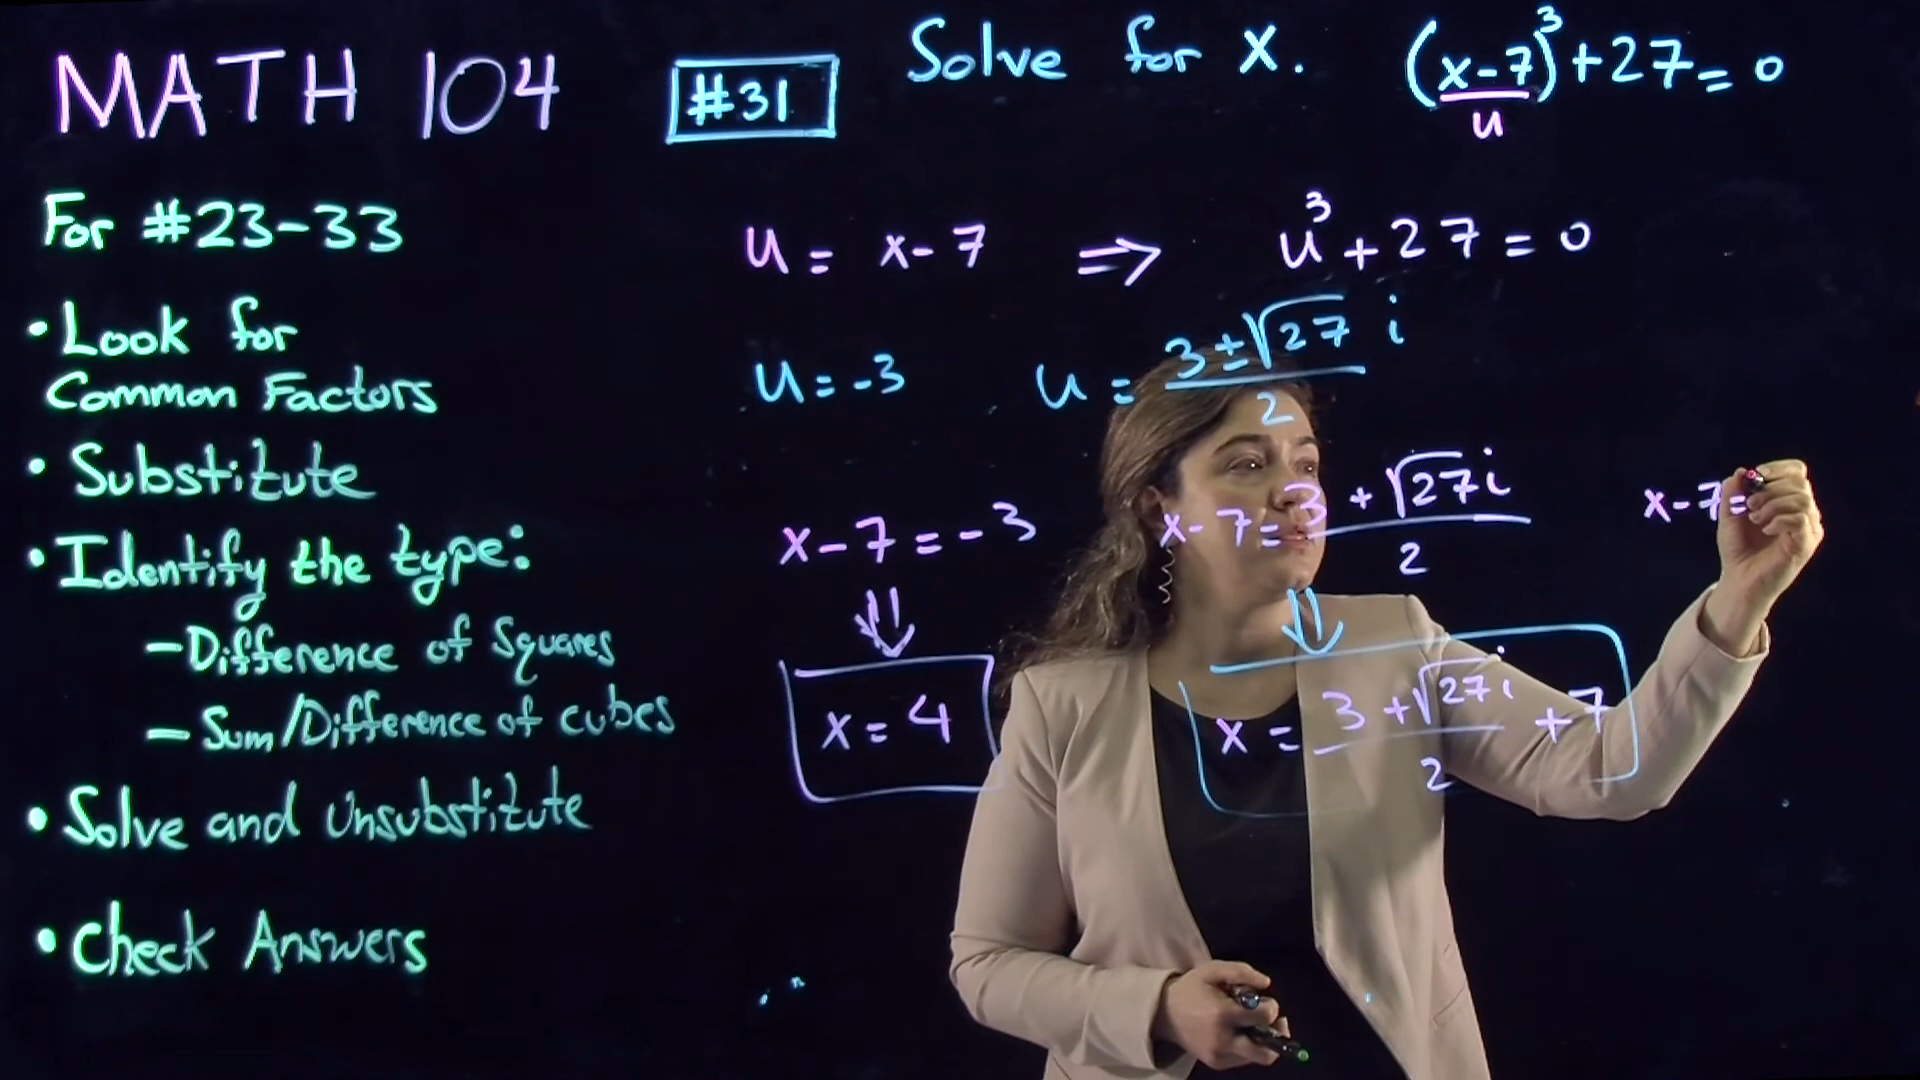 MATH 104
#31
Solve for x. (x-7)³+27=0
u
For #23-33
• Look for
Common Factors
• Substitute
• Identify the type:
- Difference of Squares
- Sum/Difference of cubes
• Solve and Unsubstitute
• Check Answers
u = x-7 ⇒ u³+27=0
u=-3 u = (3±√27 i)/2
x-7=-3 x-7=(3+√27i)/2 x-7=
⇓ ⇓
x=4 x=(3+√27i)/2+7